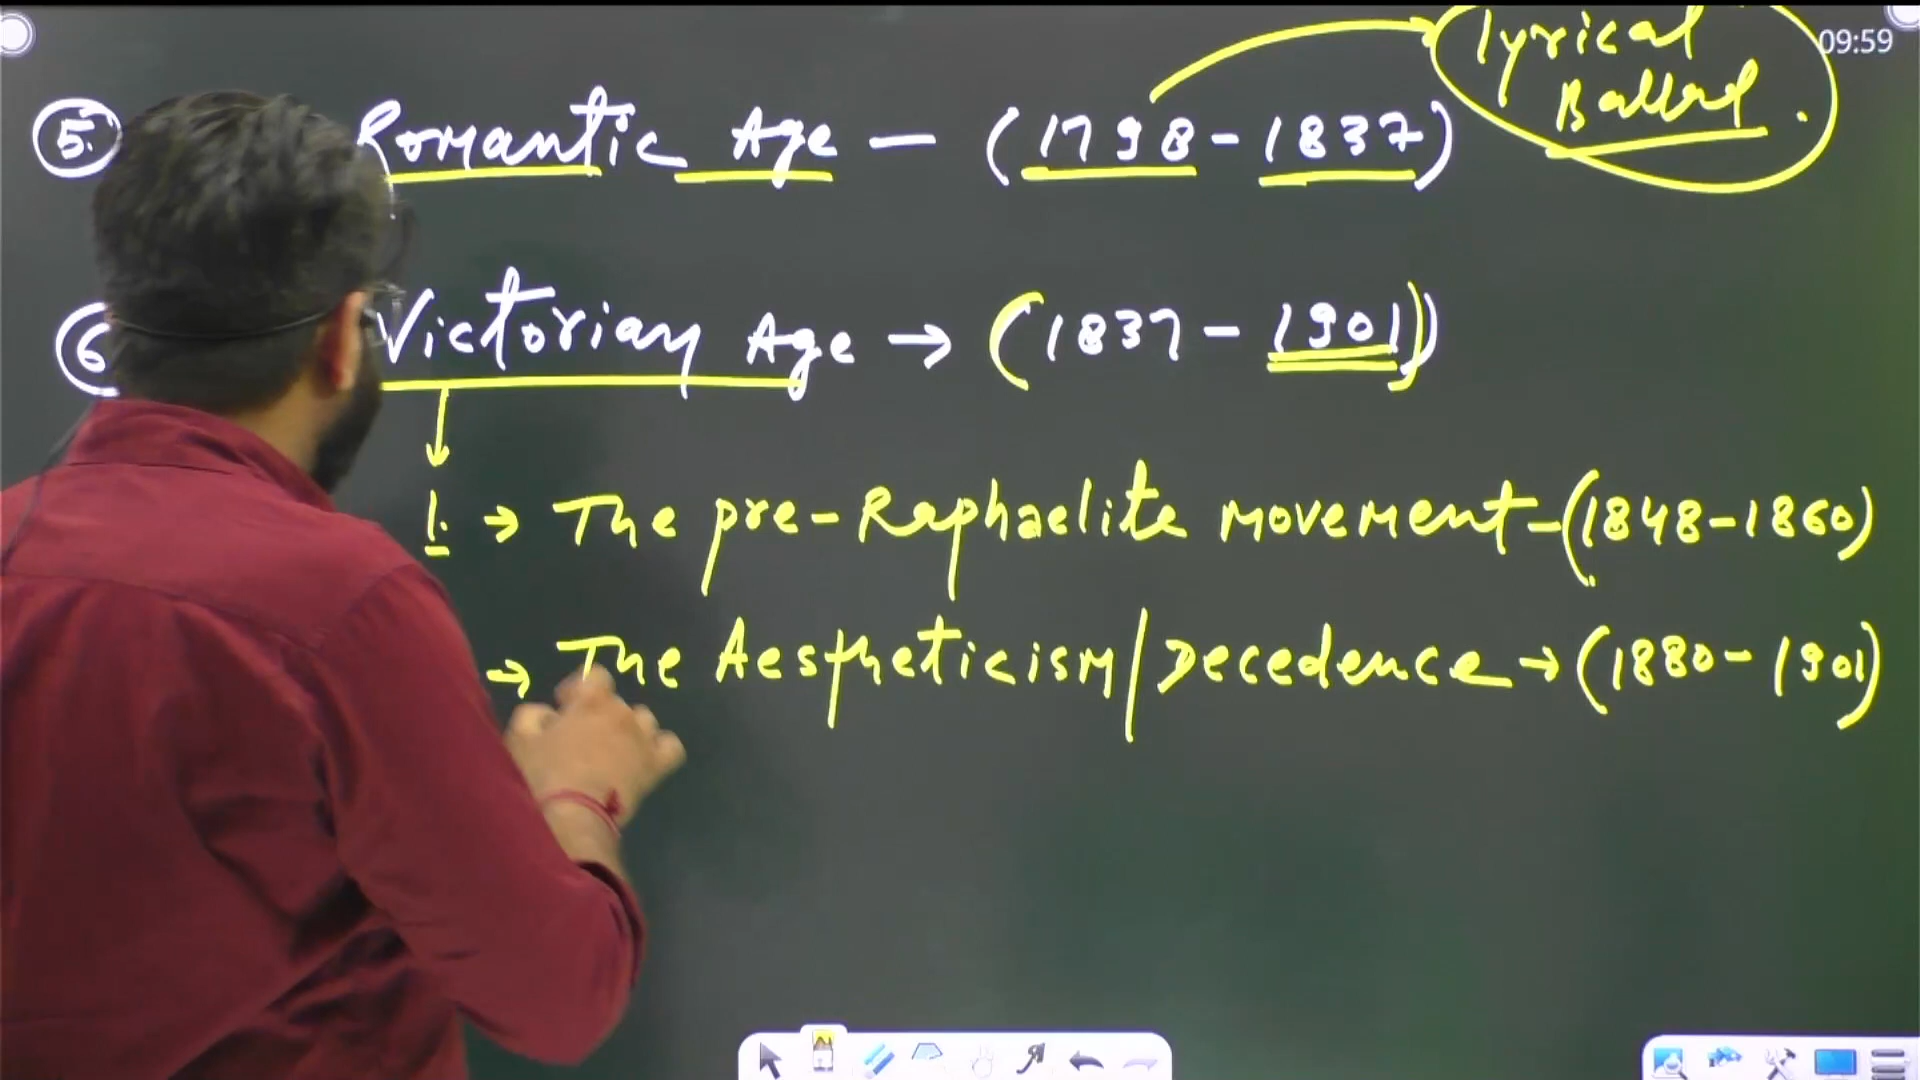 lyrical
Ballad.
09:59
5. Romantic Age – (1798 - 1837)
6 Victorian Age → (1837 - 1901)
1. → The pre-Raphaelite movement - (1848-1860)
→ The Aestheticism/Decedence → (1880 - 1901)